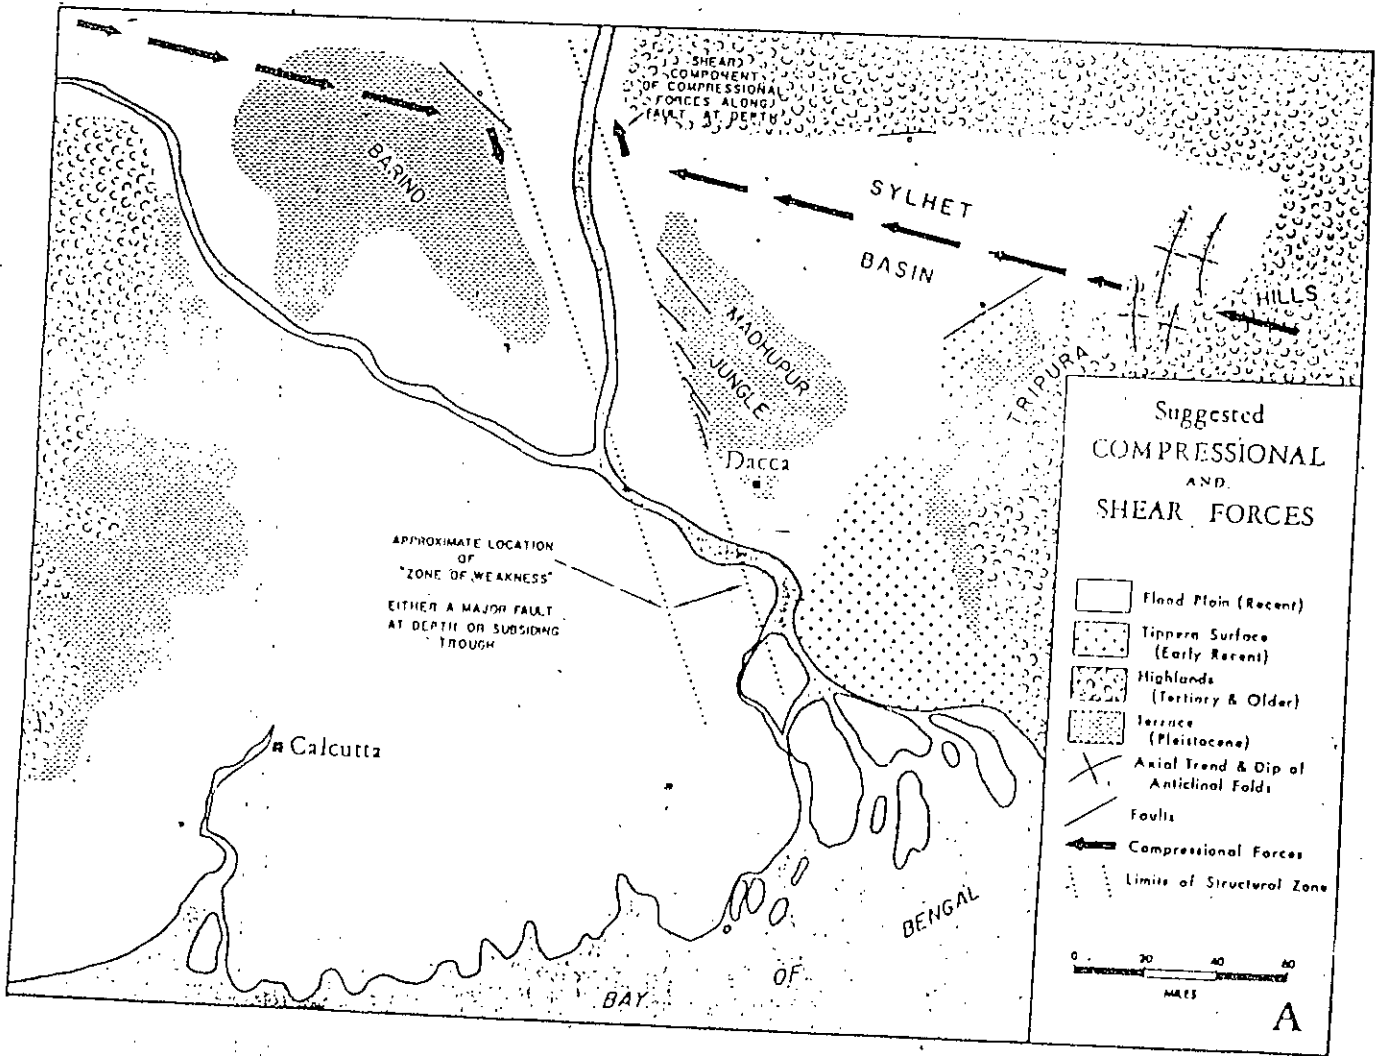 SHEAR
COMPONENT
OF COMPRESSIONAL
FORCES ALONG
FAULT AT DEPTH
BARIND
SYLHET
BASIN
HILLS
TRIPURA
MADHUPUR
JUNGLE
Dacca
APPROXIMATE LOCATION
OF
"ZONE OF WEAKNESS"
EITHER A MAJOR FAULT
AT DEPTH OR SUBSIDING
TROUGH
Calcutta
BAY OF BENGAL
Suggested
COMPRESSIONAL
AND
SHEAR FORCES
Flood Plain (Recent)
Tippera Surface
(Early Recent)
Highlands
(Tertiary & Older)
Terrace
(Pleistocene)
Axial Trend & Dip of
Anticlinal Folds
Faults
Compressional Forces
Limits of Structural Zone
0 20 40 60
MILES
A